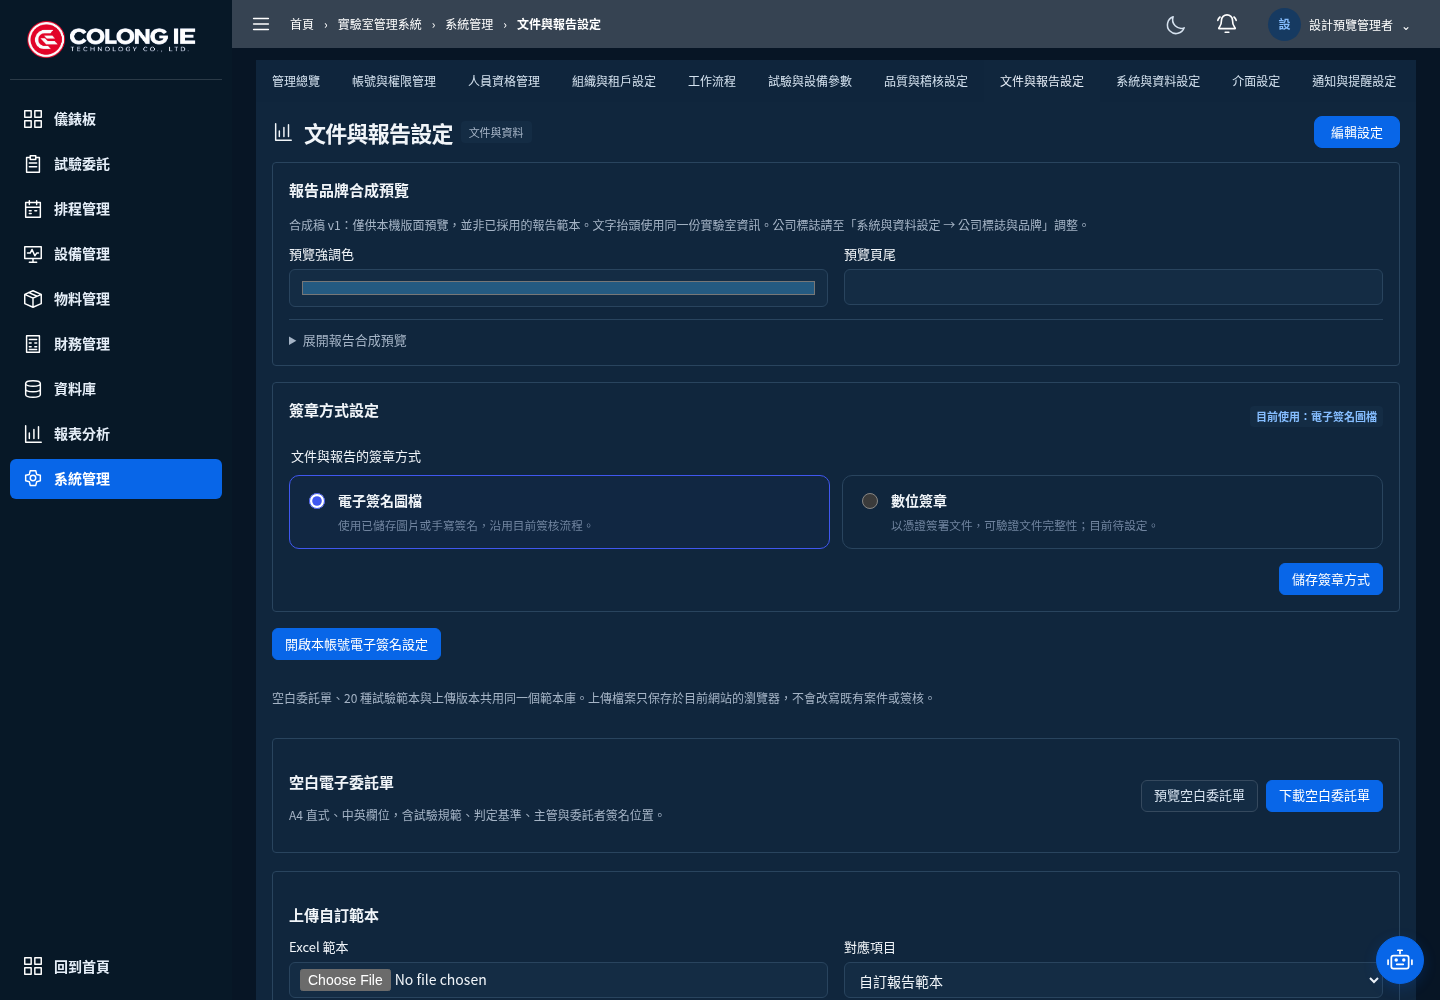 COLONG IE
TECHNOLOGY CO., LTD.
儀錶板
試驗委託
排程管理
設備管理
物料管理
財務管理
資料庫
報表分析
系統管理
回到首頁
首頁 › 實驗室管理系統 › 系統管理 › 文件與報告設定
設 設計預覽管理者
管理總覽 帳號與權限管理 人員資格管理 組織與租戶設定 工作流程 試驗與設備參數 品質與稽核設定 文件與報告設定 系統與資料設定 介面設定 通知與提醒設定
文件與報告設定 文件與資料 編輯設定
報告品牌合成預覽
合成稿 v1：僅供本機版面預覽，並非已採用的報告範本。文字抬頭使用同一份實驗室資訊。公司標誌請至「系統與資料設定 → 公司標誌與品牌」調整。
預覽強調色 預覽頁尾
展開報告合成預覽
簽章方式設定 目前使用：電子簽名圖檔
文件與報告的簽章方式
電子簽名圖檔
使用已儲存圖片或手寫簽名，沿用目前簽核流程。
數位簽章
以憑證簽署文件，可驗證文件完整性；目前待設定。
儲存簽章方式
開啟本帳號電子簽名設定
空白委託單、20 種試驗範本與上傳版本共用同一個範本庫。上傳檔案只保存於目前網站的瀏覽器，不會改寫既有案件或簽核。
空白電子委託單
A4 直式、中英欄位，含試驗規範、判定基準、主管與委託者簽名位置。
預覽空白委託單 下載空白委託單
上傳自訂範本
Excel 範本 對應項目
Choose File No file chosen 自訂報告範本